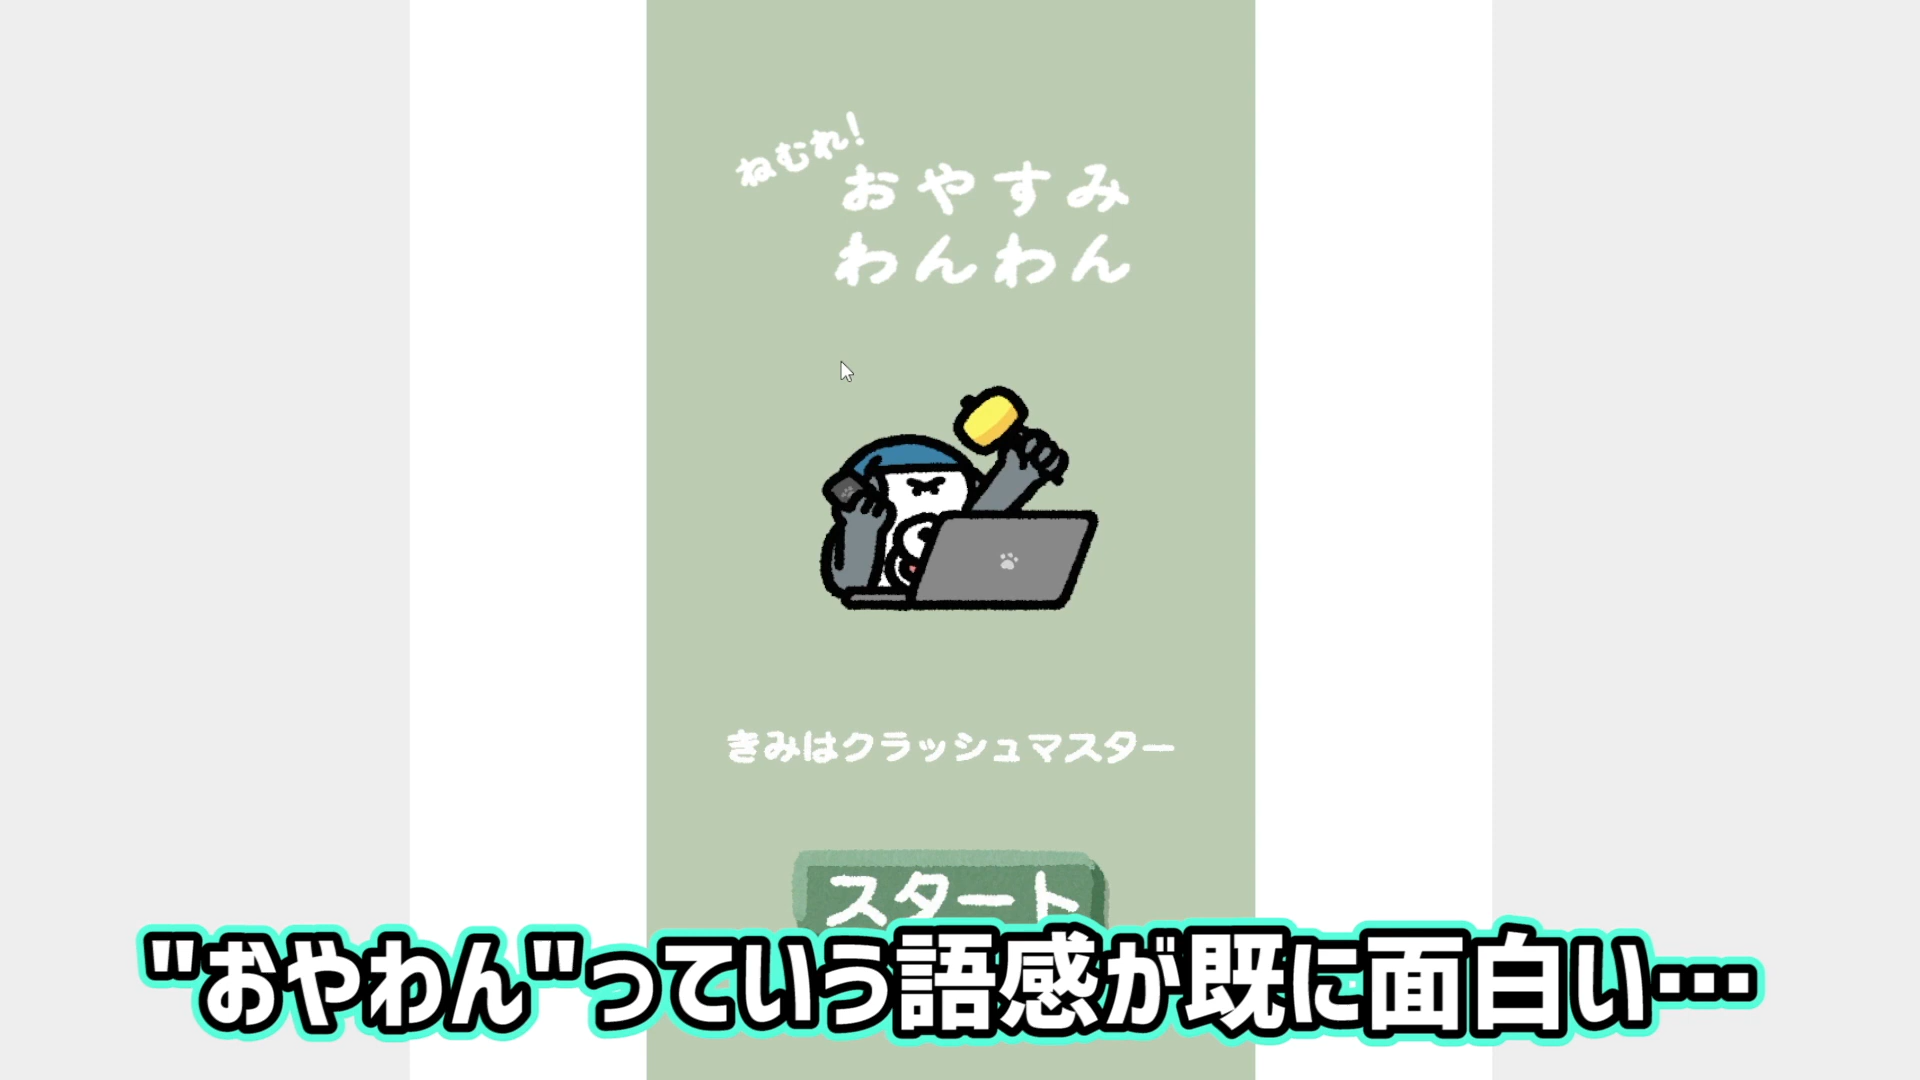 ねむれ!
おやすみ
わんわん
きみはクラッシュマスター
スタート
"おやわん"っていう語感が既に面白い…